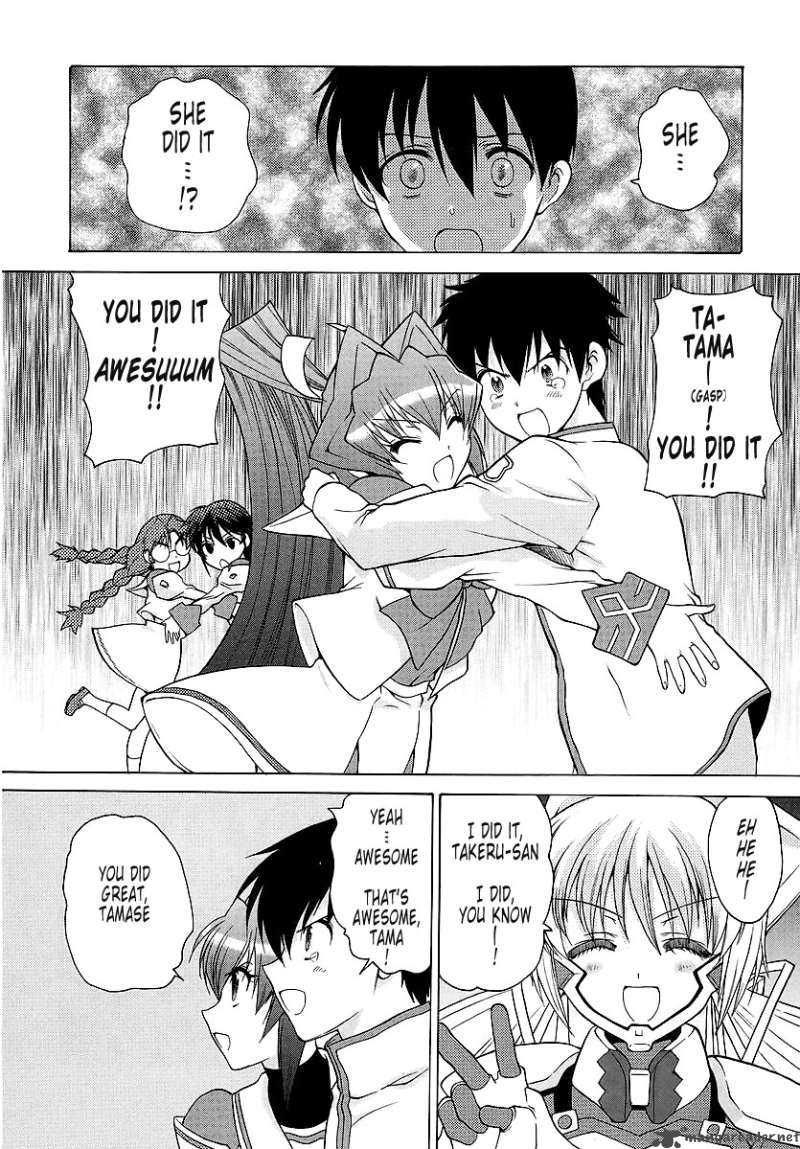 SHE
...
SHE
DID IT
...
!?
TA-
TAMA
—
(GASP)
!
YOU DID IT
!!
YOU DID IT
!
AWESUUUM
!!
EH
HE
HE
!
I DID IT,
TAKERU-SAN
I DID,
YOU KNOW
!
YEAH
...
AWESOME
THAT'S
AWESOME,
TAMA
!
YOU DID
GREAT,
TAMASE
mangareader.net